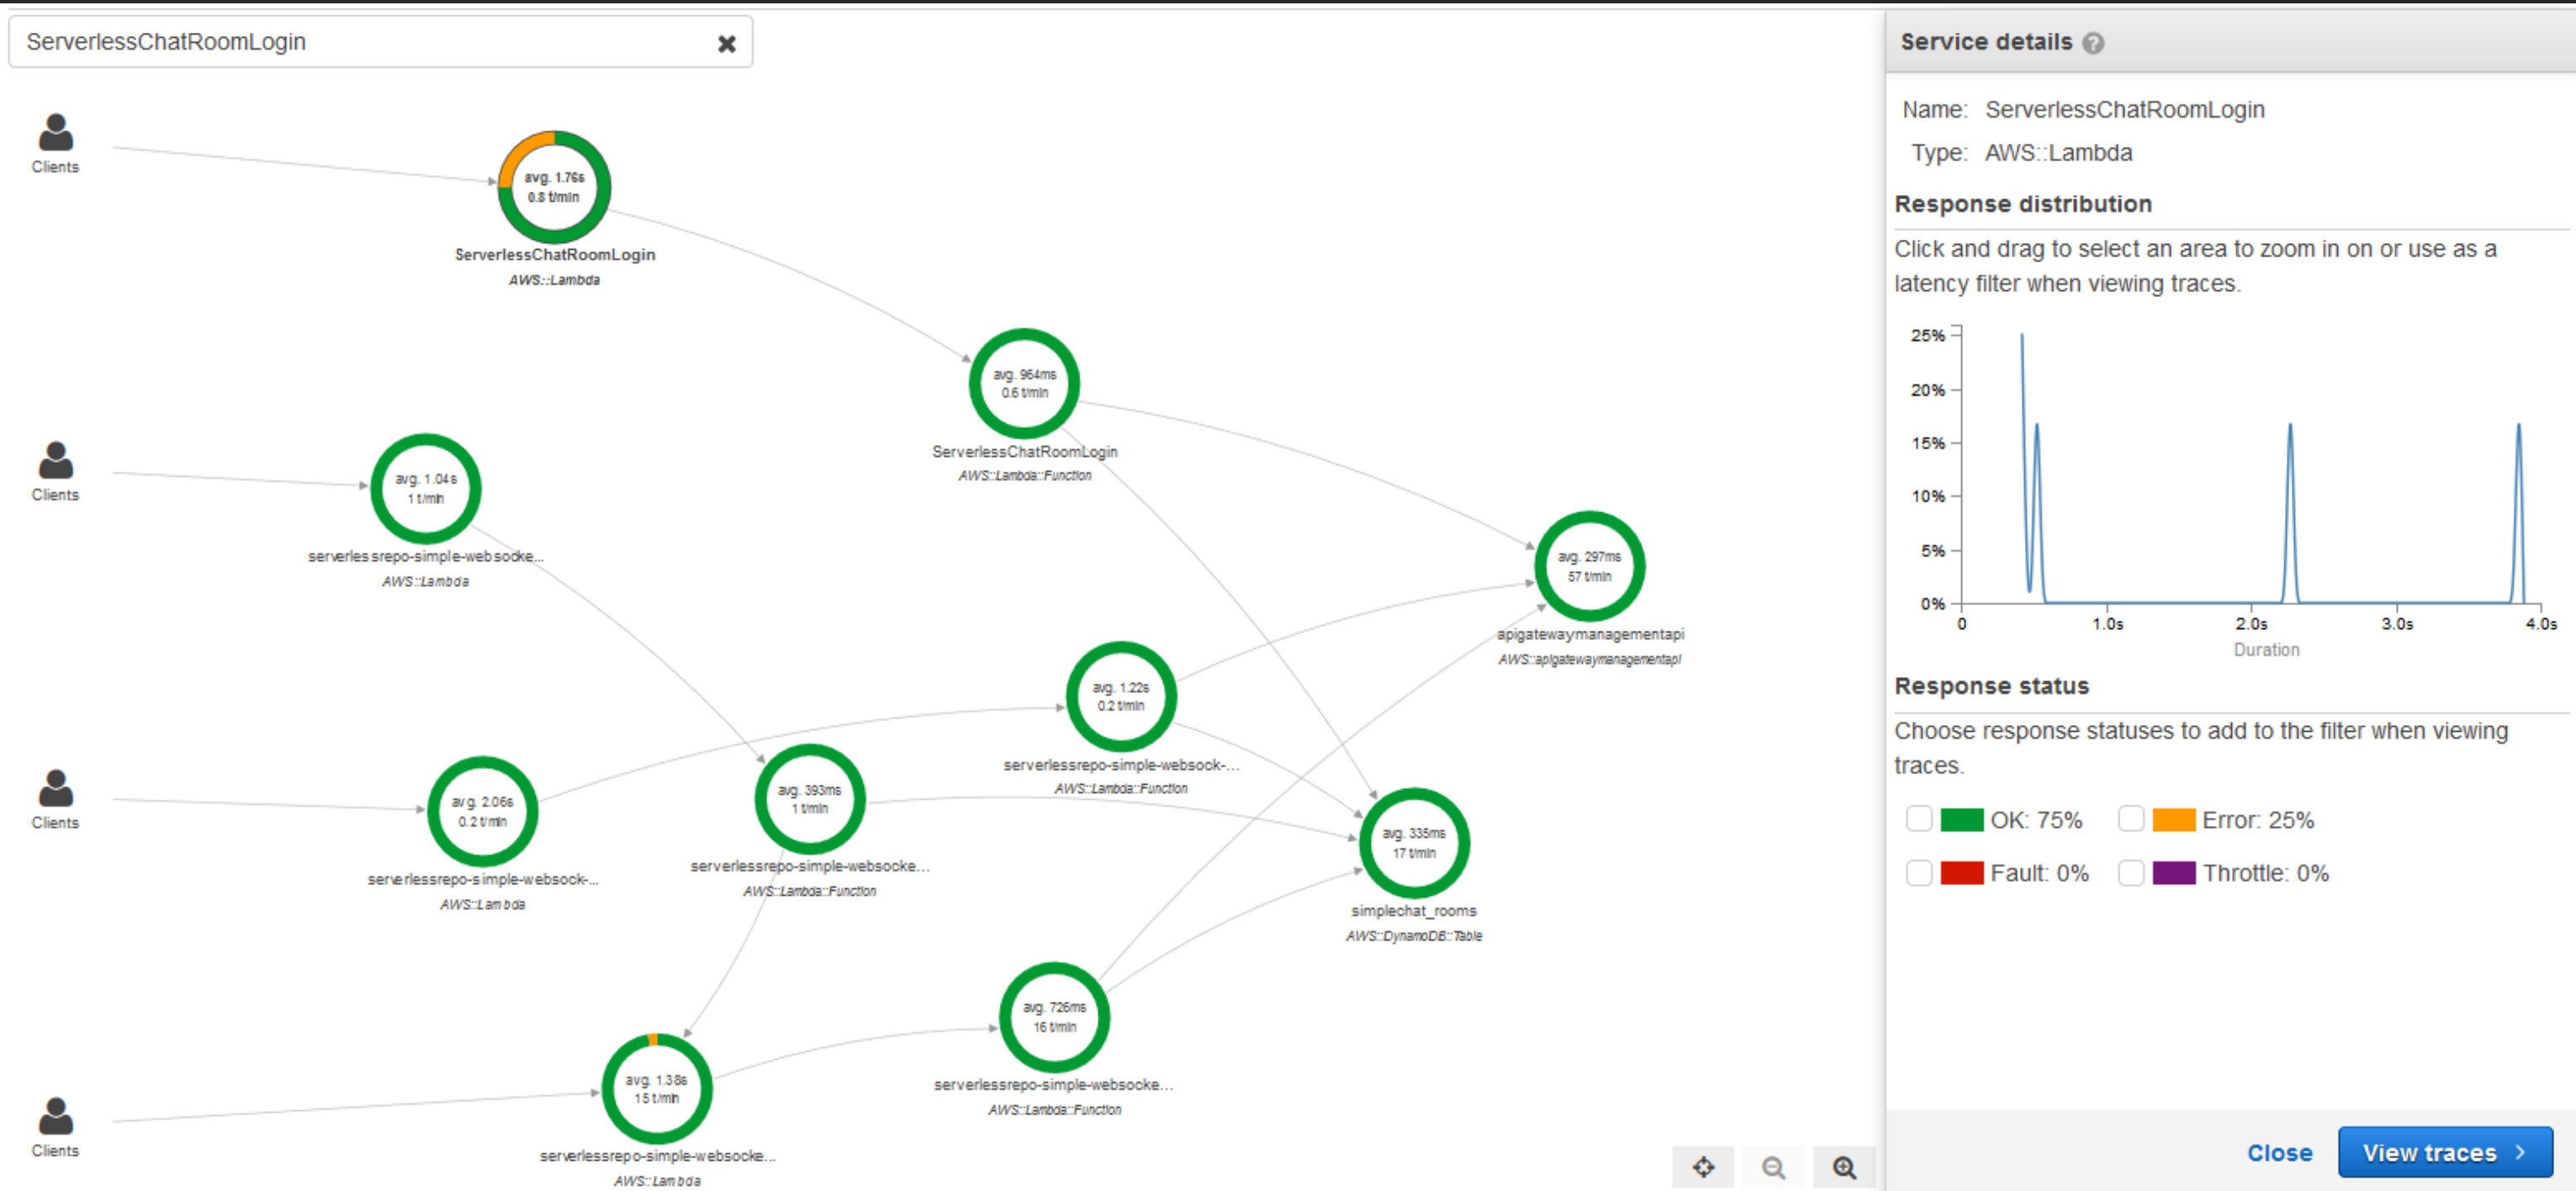 ServerlessChatRoomLogin
Clients
avg. 1.76s
0.8 t/min
ServerlessChatRoomLogin
AWS::Lambda
avg. 964ms
0.6 t/min
ServerlessChatRoomLogin
AWS::Lambda::Function
Clients
avg. 1.04s
1 t/min
serverlessrepo-simple-websocke...
AWS::Lambda
avg. 297ms
57 t/min
apigatewaymanagementapi
AWS::apigatewaymanagementapi
avg. 1.22s
0.2 t/min
serverlessrepo-simple-websock-...
AWS::Lambda::Function
Clients
avg. 2.06s
0.2 t/min
serverlessrepo-simple-websock-...
AWS::Lambda
avg. 393ms
1 t/min
serverlessrepo-simple-websocke...
AWS::Lambda::Function
avg. 335ms
17 t/min
simplechat_rooms
AWS::DynamoDB::Table
avg. 726ms
16 t/min
serverlessrepo-simple-websocke...
AWS::Lambda::Function
Clients
avg. 1.38s
15 t/min
serverlessrepo-simple-websocke...
AWS::Lambda
Service details ?
Name: ServerlessChatRoomLogin
Type: AWS::Lambda
Response distribution
Click and drag to select an area to zoom in on or use as a
latency filter when viewing traces.
25%
20%
15%
10%
5%
0%
0 1.0s 2.0s 3.0s 4.0s
Duration
Response status
Choose response statuses to add to the filter when viewing
traces.
OK: 75% Error: 25%
Fault: 0% Throttle: 0%
Close View traces